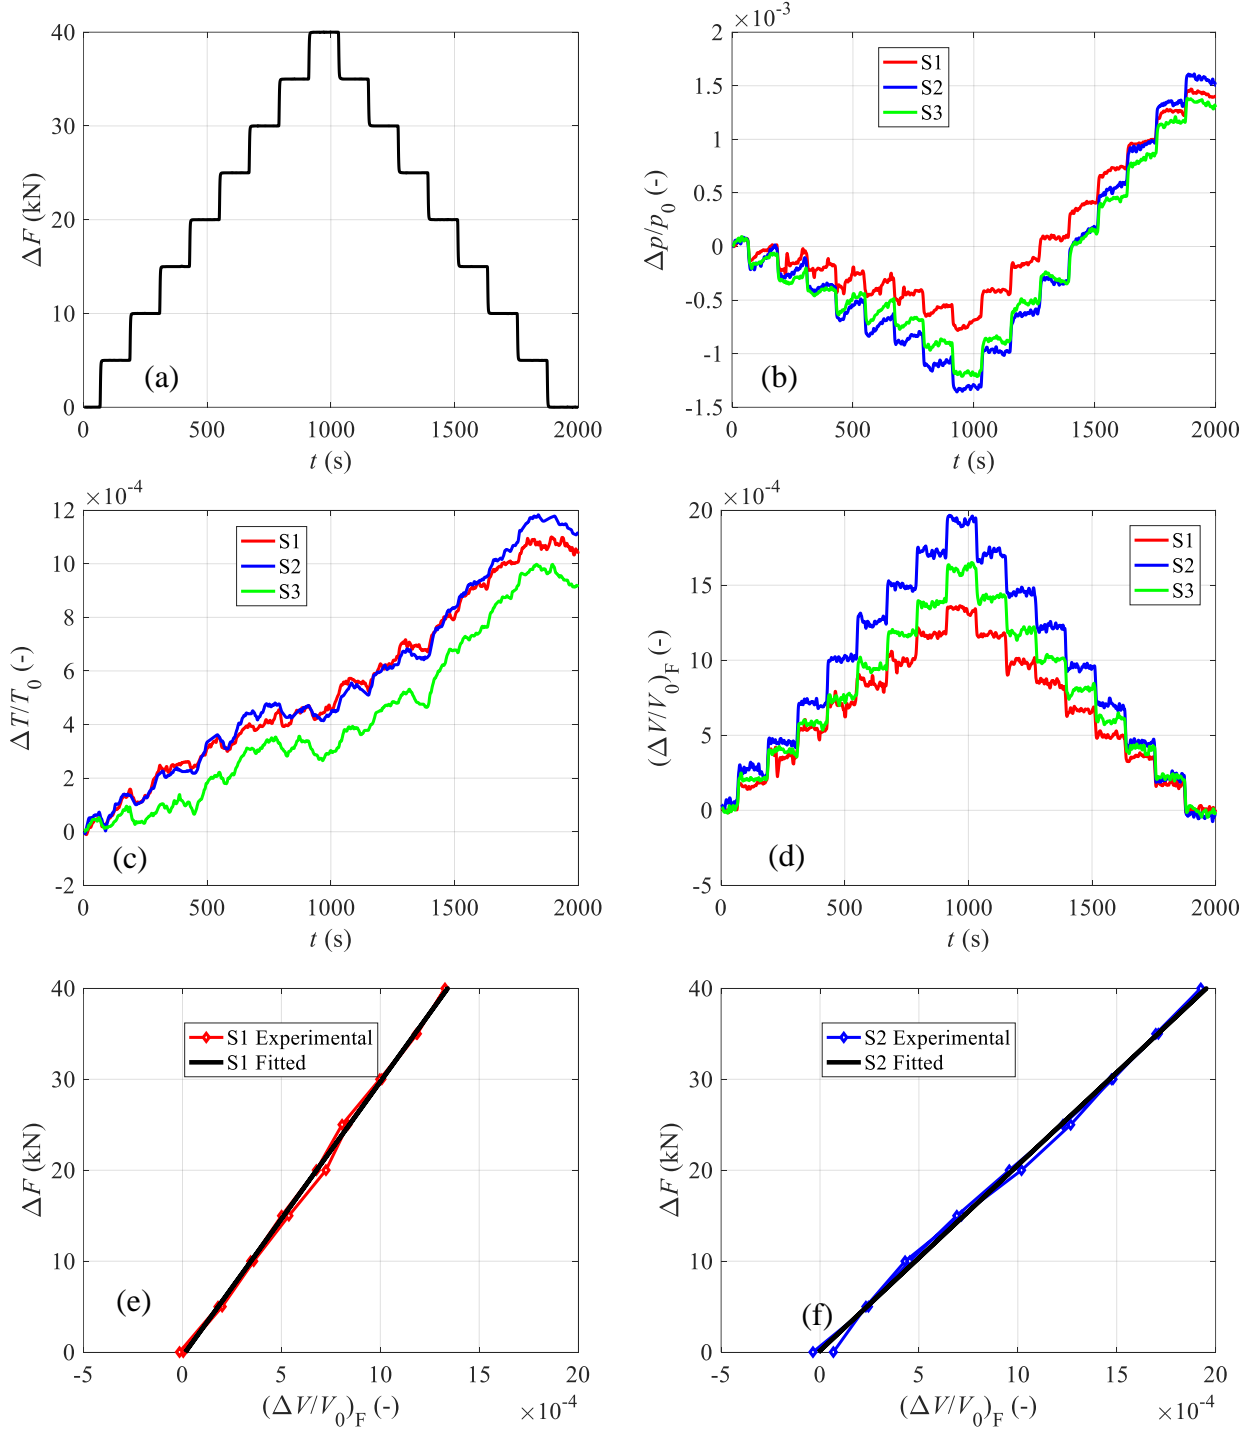 40
30
20
10
0
ΔF (kN)
(a)
0
500
1000
1500
2000
t (s)
×10⁻³
2
1.5
1
0.5
0
-0.5
-1
-1.5
Δp/p₀ (-)
S1
S2
S3
(b)
0
500
1000
1500
2000
t (s)
×10⁻⁴
12
10
8
6
4
2
0
-2
ΔT/T₀ (-)
S1
S2
S3
(c)
0
500
1000
1500
2000
t (s)
×10⁻⁴
20
15
10
5
0
-5
(ΔV/V₀)F (-)
S1
S2
S3
(d)
0
500
1000
1500
2000
t (s)
40
30
20
10
0
ΔF (kN)
S1 Experimental
S1 Fitted
(e)
-5
0
5
10
15
20
(ΔV/V₀)F (-)
×10⁻⁴
40
30
20
10
0
ΔF (kN)
S2 Experimental
S2 Fitted
(f)
-5
0
5
10
15
20
(ΔV/V₀)F (-)
×10⁻⁴